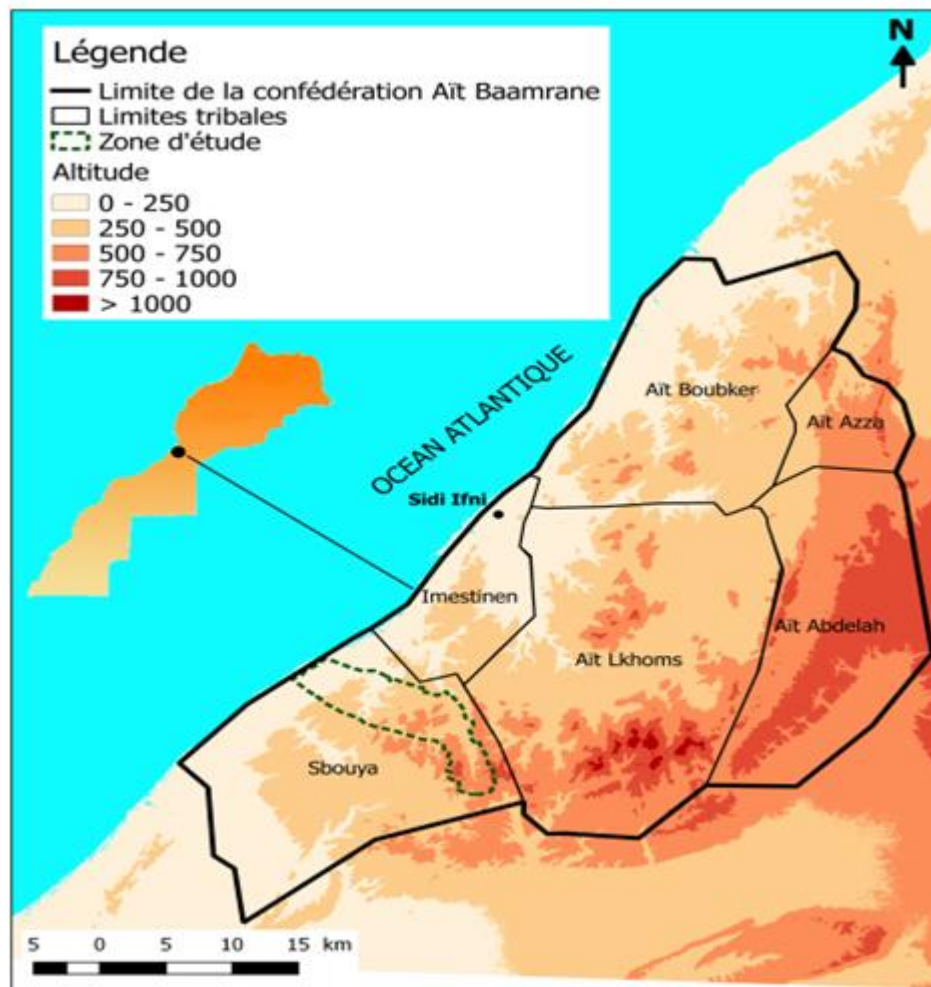 N
Légende
Limite de la confédération Aït Baamrane
Limites tribales
Zone d'étude
Altitude
0 - 250
250 - 500
500 - 750
750 - 1000
> 1000
OCEAN ATLANTIQUE
Aït Boubker
Aït Azza
Sidi Ifni
Imestinen
Aït Abdelah
Aït Lkhoms
Sbouya
5 0 5 10 15 km